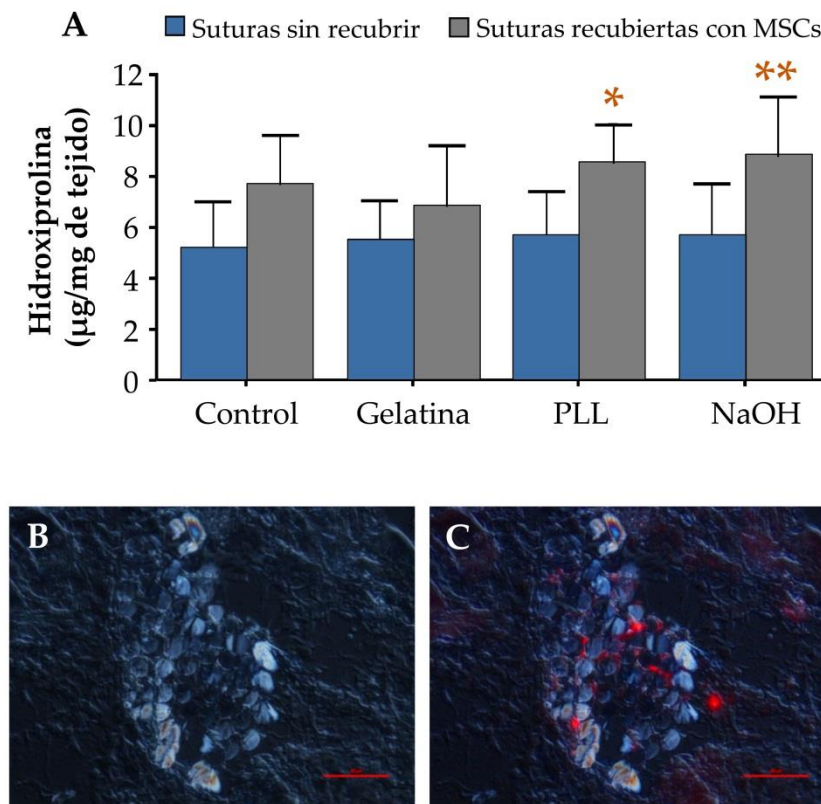 A
Suturas sin recubrir
Suturas recubiertas con MSCs
Hidroxiprolina
(µg/mg de tejido)
12
10
8
6
4
2
0
*
**
Control
Gelatina
PLL
NaOH
B
C